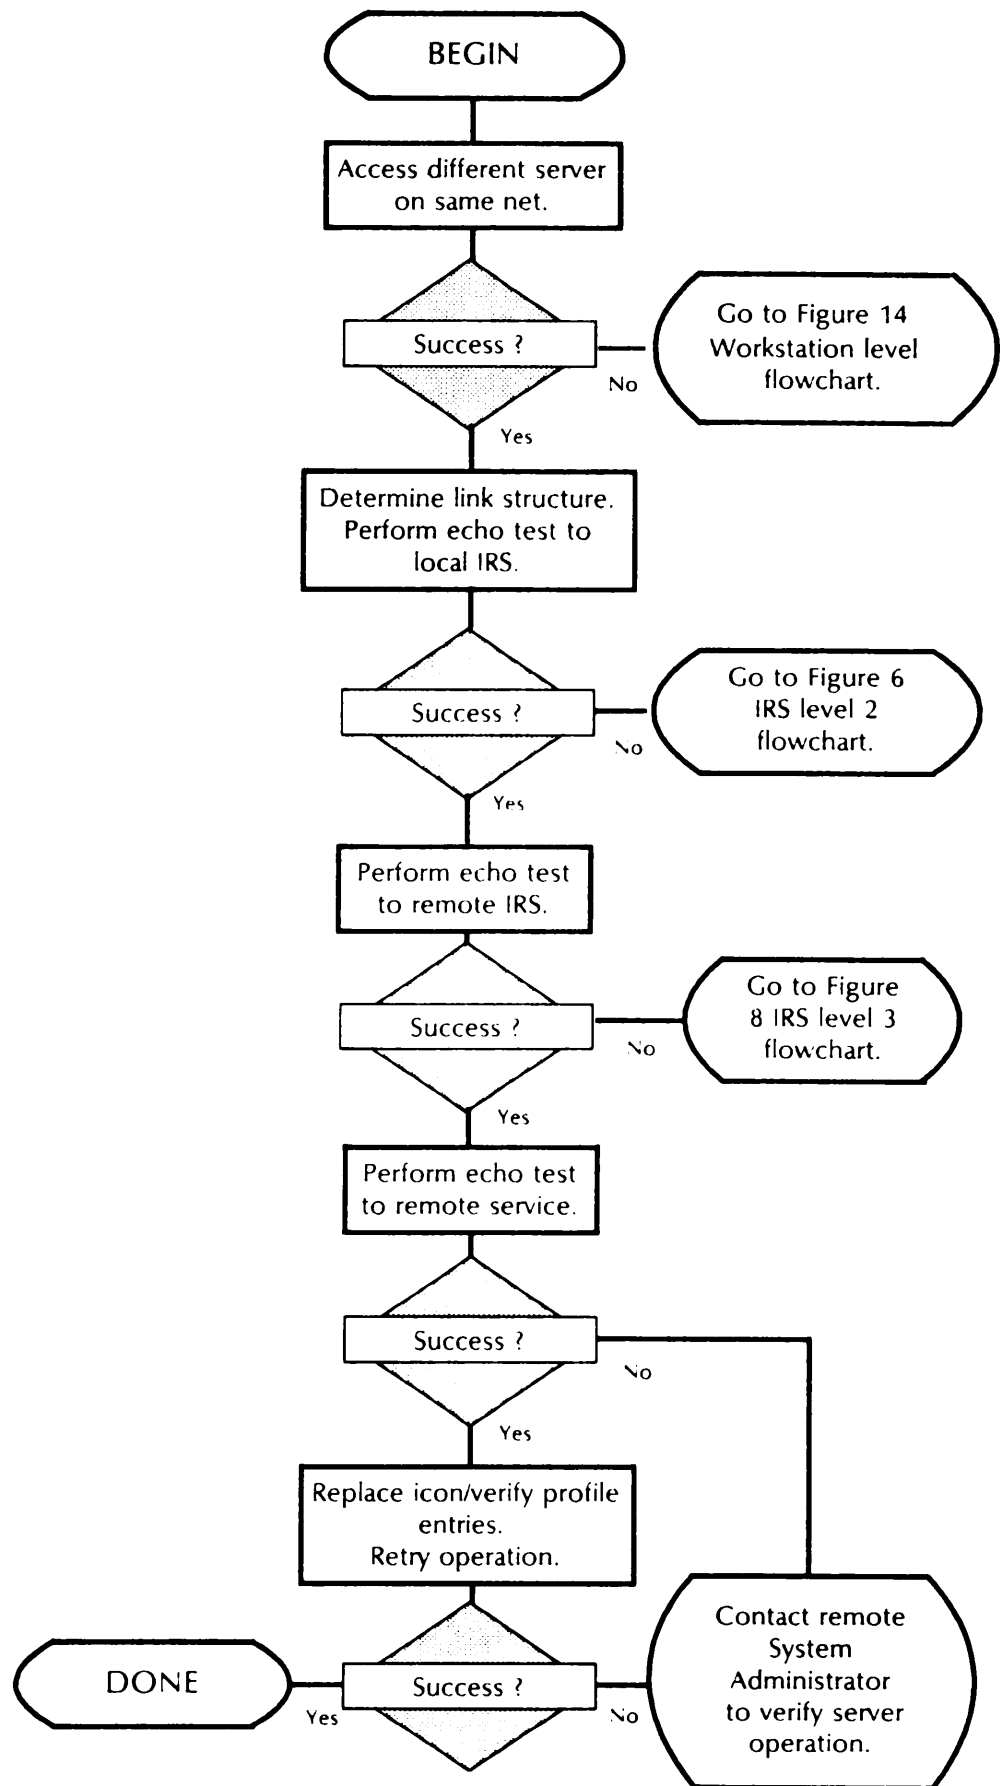 BEGIN
Access different server
on same net.
Success ?
No
Go to Figure 14
Workstation level
flowchart.
Yes
Determine link structure.
Perform echo test to
local IRS.
Success ?
No
Go to Figure 6
IRS level 2
flowchart.
Yes
Perform echo test
to remote IRS.
Success ?
No
Go to Figure
8 IRS level 3
flowchart.
Yes
Perform echo test
to remote service.
Success ?
No
Yes
Replace icon/verify profile
entries.
Retry operation.
Success ?
Yes
DONE
No
Contact remote
System
Administrator
to verify server
operation.